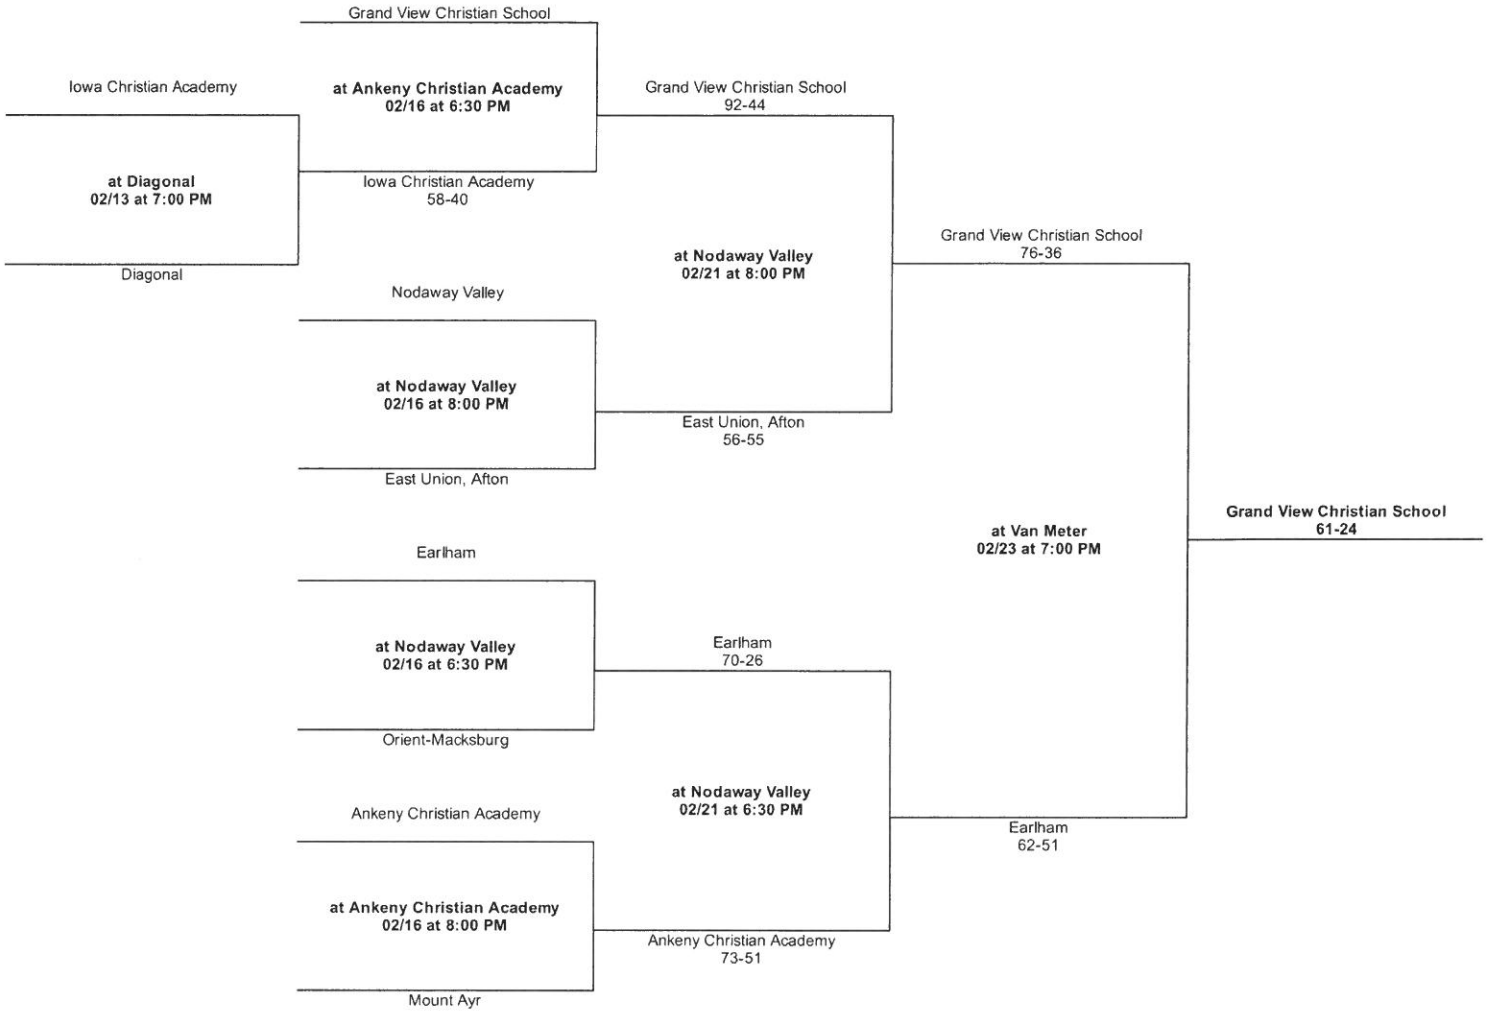 Grand View Christian School
Iowa Christian Academy
at Ankeny Christian Academy
02/16 at 6:30 PM
Grand View Christian School
92-44
at Diagonal
02/13 at 7:00 PM
Iowa Christian Academy
58-40
Diagonal
Grand View Christian School
76-36
at Nodaway Valley
02/21 at 8:00 PM
Nodaway Valley
at Nodaway Valley
02/16 at 8:00 PM
East Union, Afton
56-55
East Union, Afton
Grand View Christian School
61-24
at Van Meter
02/23 at 7:00 PM
Earlham
at Nodaway Valley
02/16 at 6:30 PM
Earlham
70-26
Orient-Macksburg
at Nodaway Valley
02/21 at 6:30 PM
Ankeny Christian Academy
Earlham
62-51
at Ankeny Christian Academy
02/16 at 8:00 PM
Ankeny Christian Academy
73-51
Mount Ayr